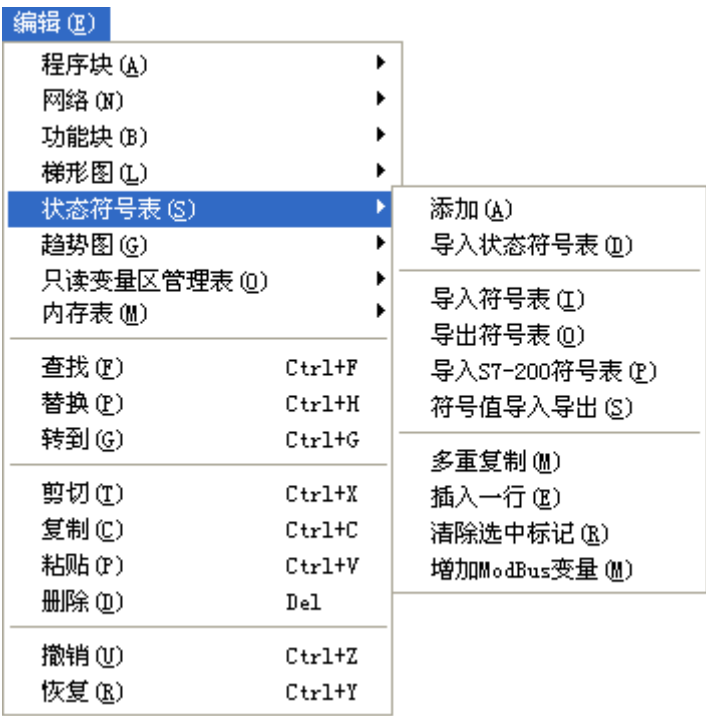 编辑(E)
程序块(A)
网络(N)
功能块(B)
梯形图(L)
状态符号表(S)
趋势图(G)
只读变量区管理表(O)
内存表(M)
查找(F) Ctrl+F
替换(P) Ctrl+H
转到(G) Ctrl+G
剪切(T) Ctrl+X
复制(C) Ctrl+C
粘贴(P) Ctrl+V
册除(D) Del
撤销(U) Ctrl+Z
恢复(R) Ctrl+Y
添加(A)
导入状态符号表(D)
导入符号表(I)
导出符号表(O)
导入S7-200符号表(P)
符号值导入导出(S)
多重复制(M)
插入一行(E)
清除选中标记(R)
增加ModBus变量(M)